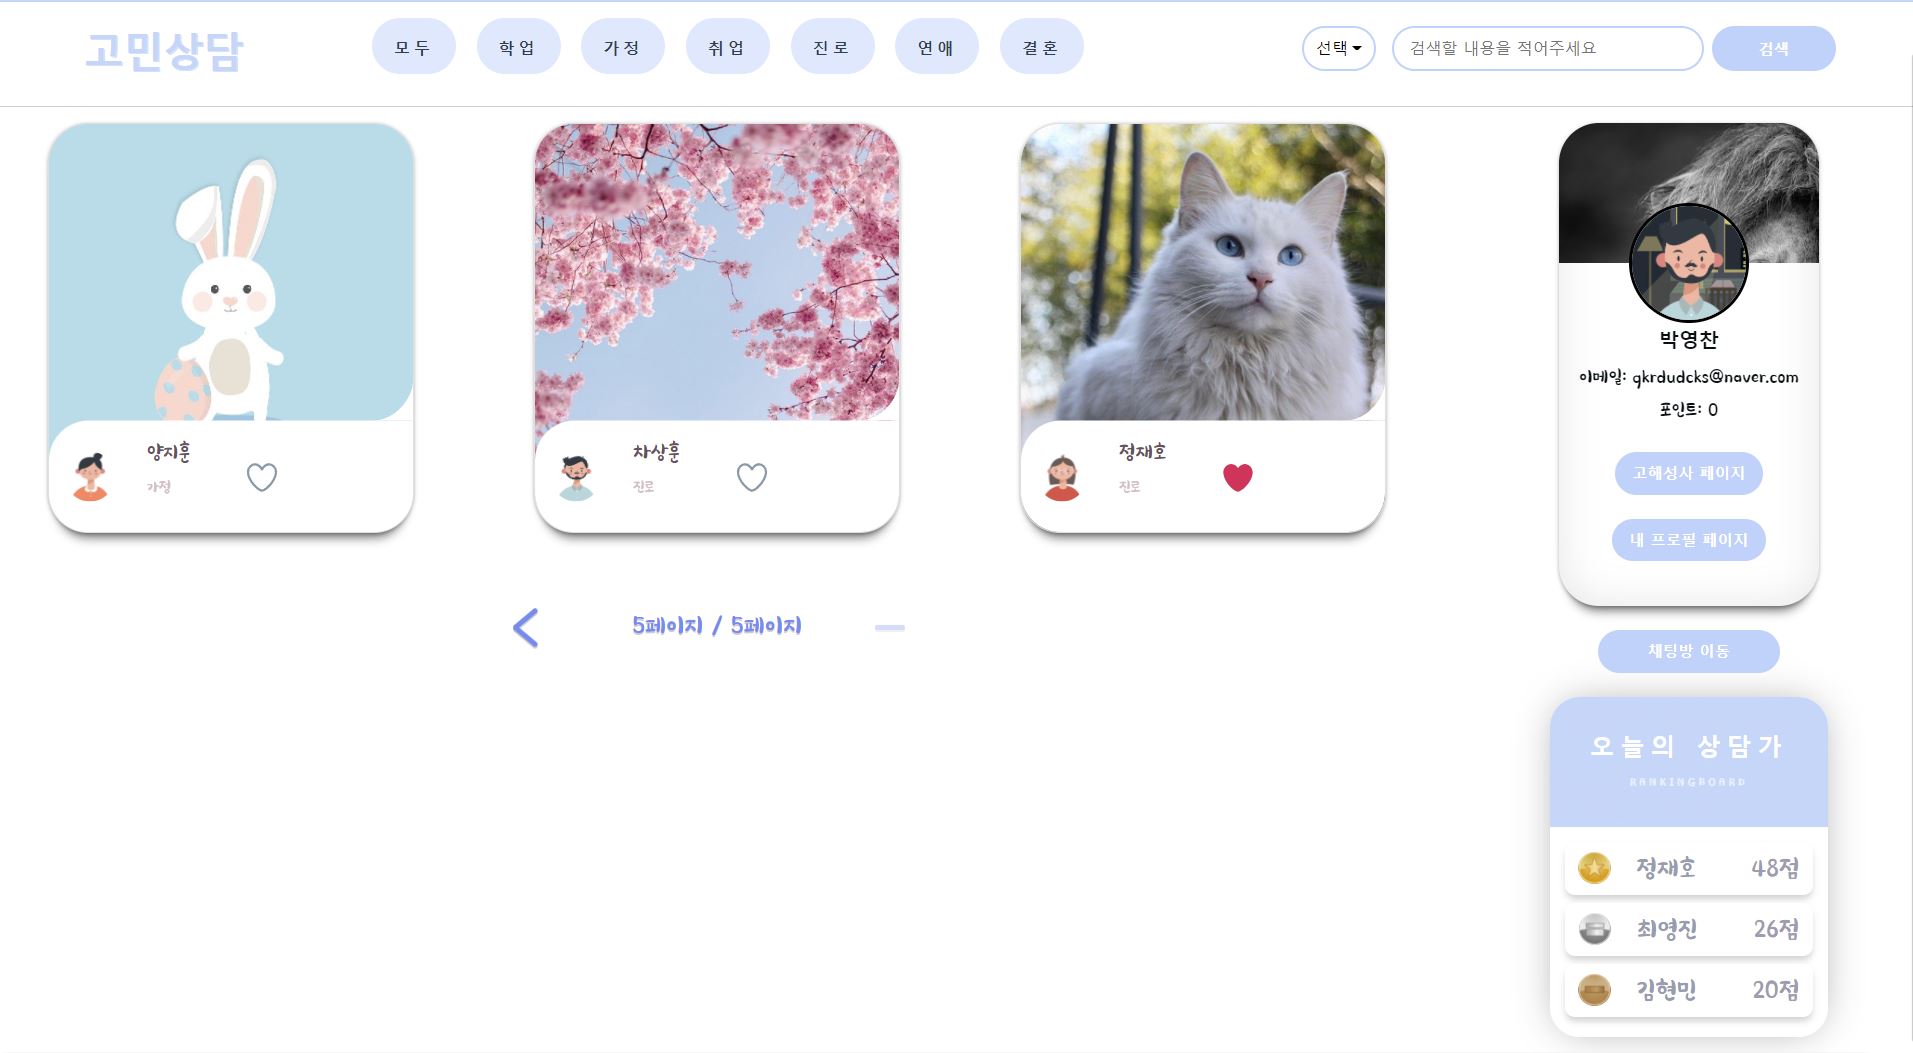 고민상담
모두
학업
가정
취업
진로
연애
결혼
선택
검색할 내용을 적어주세요
검색
양지훈
가정
차상훈
진로
정재호
진로
박영찬
이메일: gkrdudcks@naver.com
포인트: 0
고해성사 페이지
내 프로필 페이지
5페이지 / 5페이지
채팅방 이동
오늘의 상담가
RANKINGBOARD
정재호 48점
최영진 26점
김현민 20점